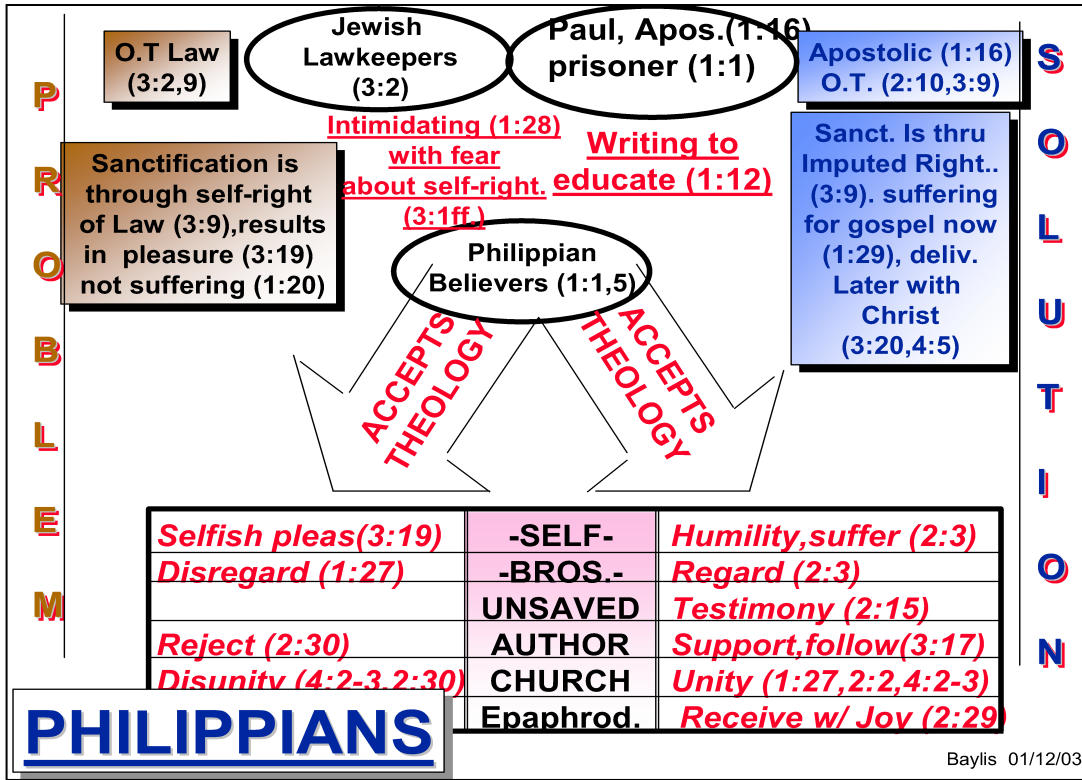 PROBLEM
O.T Law
(3:2,9)
Jewish
Lawkeepers
(3:2)
Paul, Apos.(1:16)
prisoner (1:1)
Apostolic (1:16)
O.T. (2:10,3:9)
SOLUTION
Sanctification is
through self-right
of Law (3:9),results
in pleasure (3:19)
not suffering (1:20)
Intimidating (1:28)
with fear
about self-right.
(3:1ff.)
Writing to
educate (1:12)
Sanct. Is thru
Imputed Right..
(3:9). suffering
for gospel now
(1:29), deliv.
Later with
Christ
(3:20,4:5)
Philippian
Believers (1:1,5)
ACCEPTS
THEOLOGY
ACCEPTS
THEOLOGY
Selfish pleas(3:19) -SELF- Humility,suffer (2:3)
Disregard (1:27) -BROS.- Regard (2:3)
UNSAVED Testimony (2:15)
Reject (2:30) AUTHOR Support,follow(3:17)
Disunity (4:2-3,2:30) CHURCH Unity (1:27,2:2,4:2-3)
Epaphrod. Receive w/ Joy (2:29)
PHILIPPIANS
Baylis 01/12/03